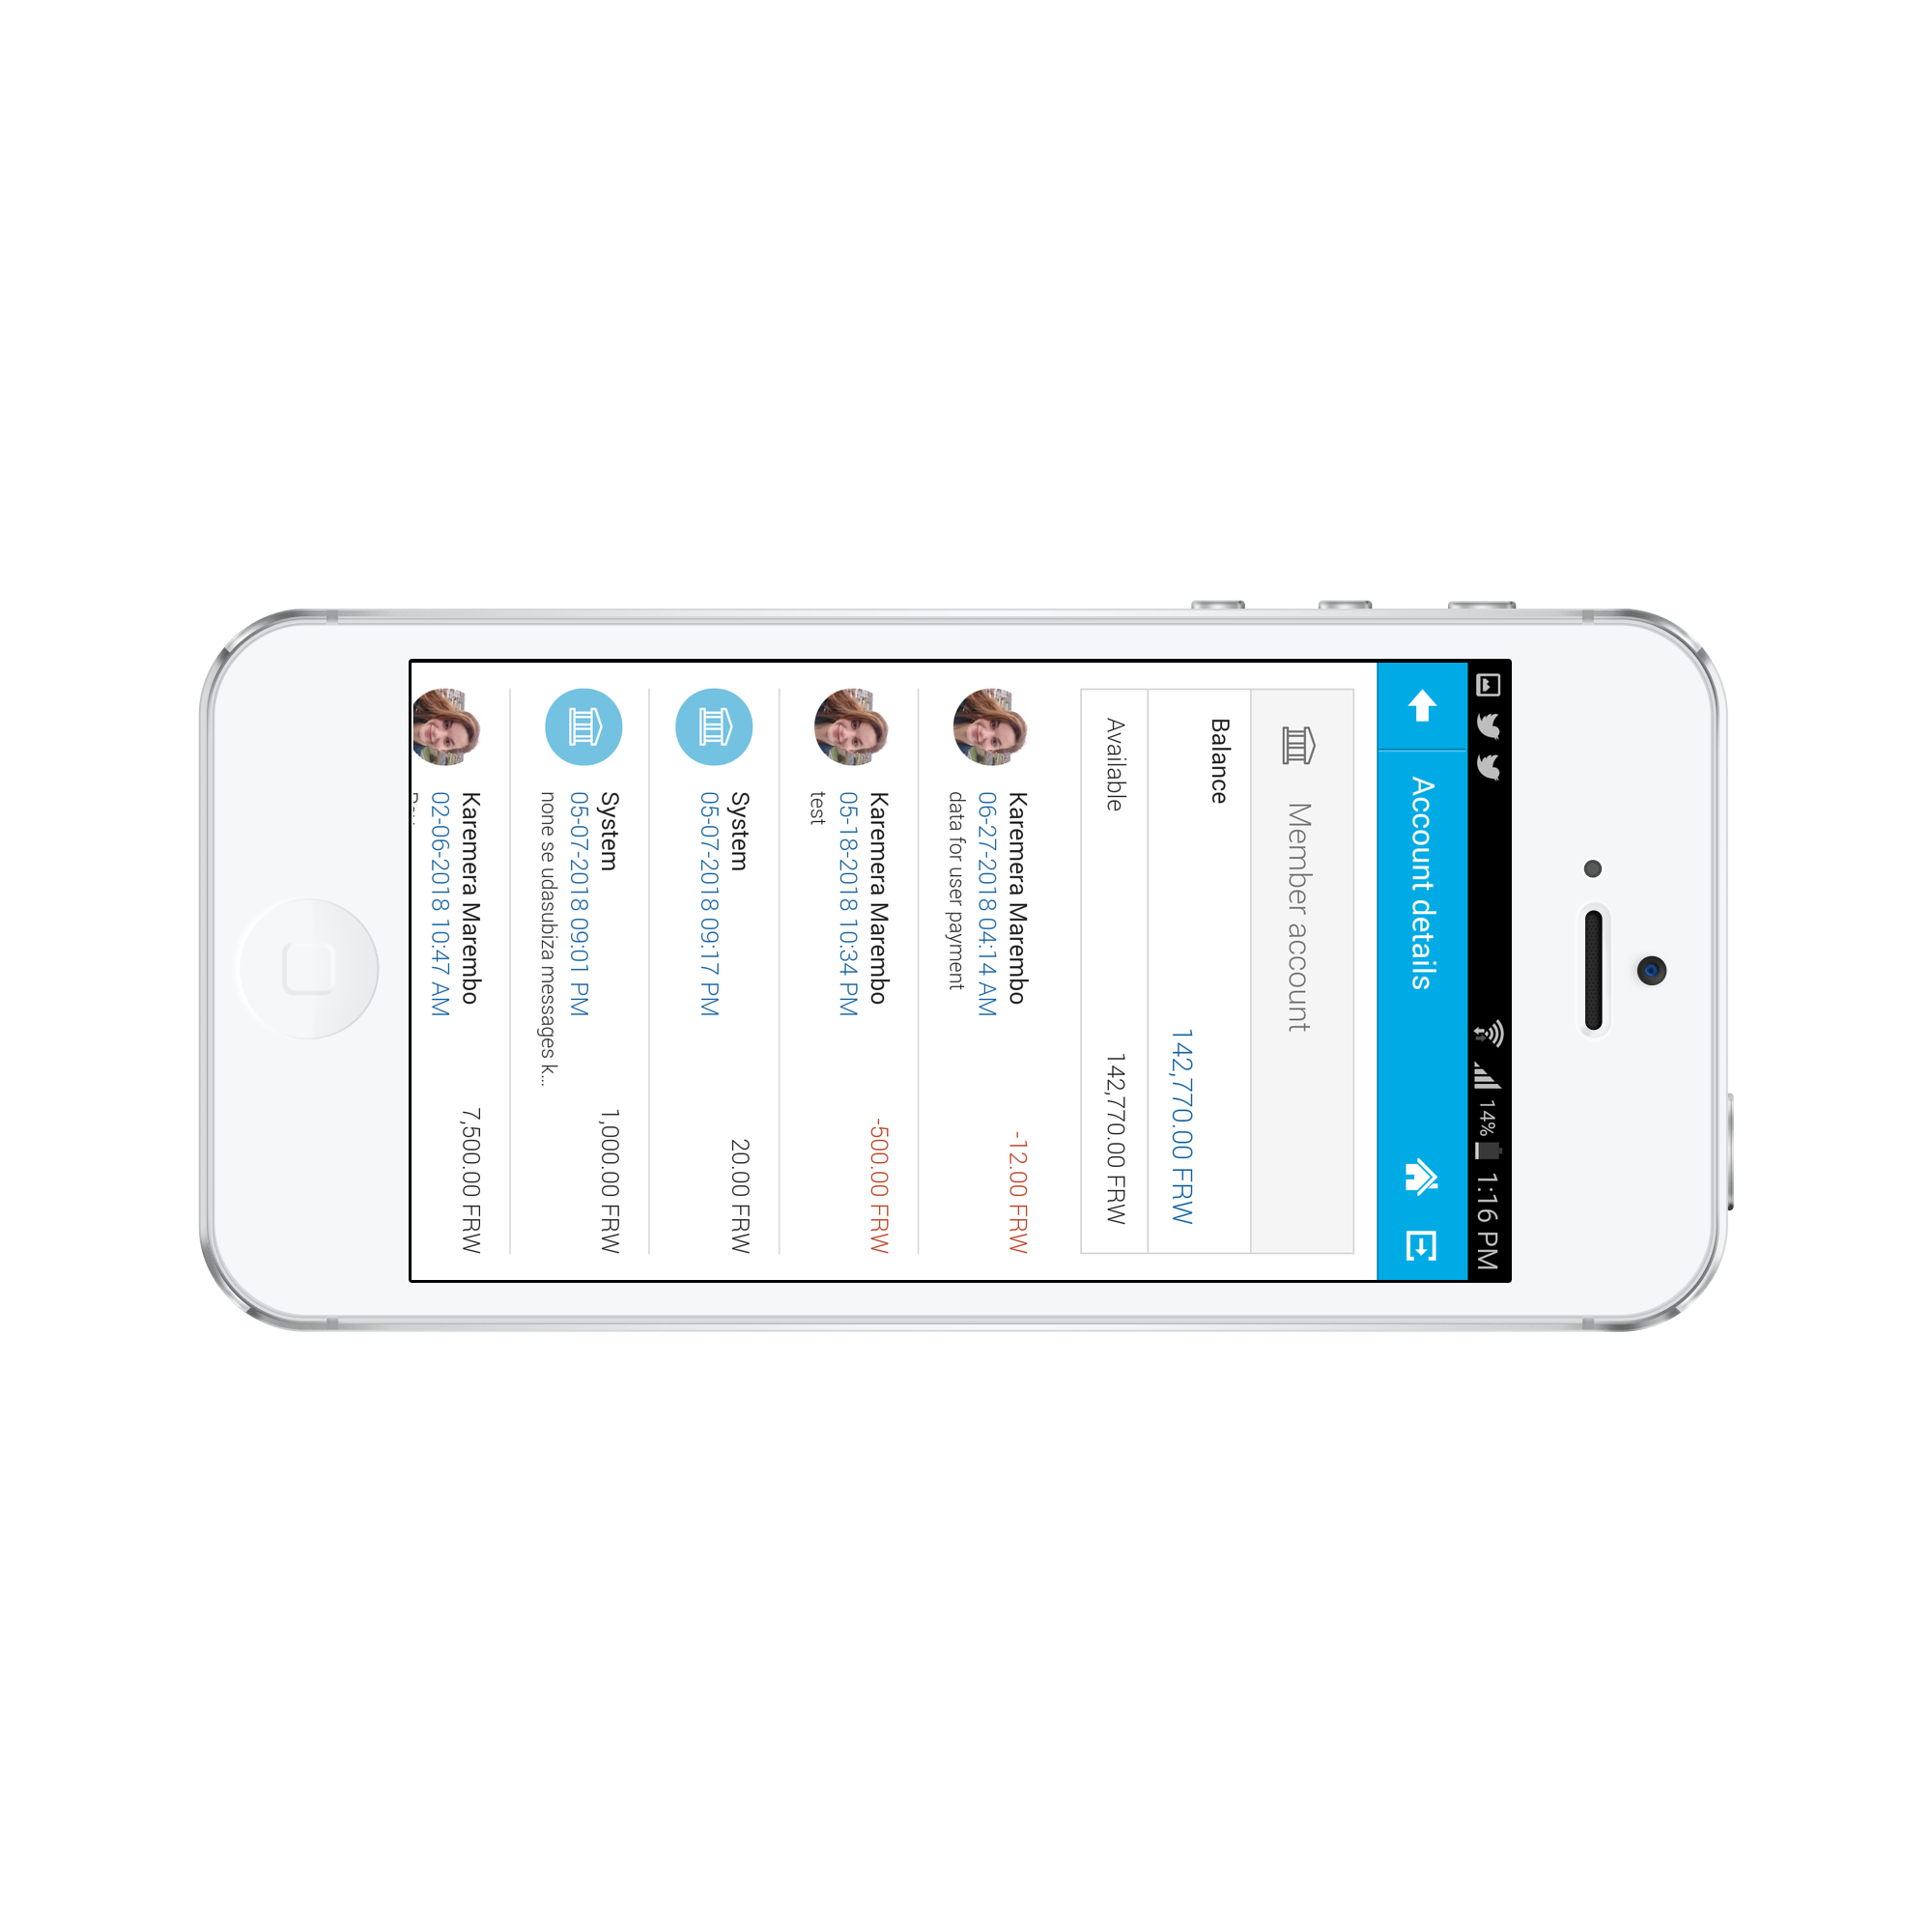 14% 1:16 PM
Account details
Member account
Balance
142,770.00 FRW
Available 142,770.00 FRW
Karemera Marembo -12.00 FRW
06-27-2018 04:14 AM
data for user payment
Karemera Marembo -500.00 FRW
05-18-2018 10:34 PM
test
System 20.00 FRW
05-07-2018 09:17 PM
System 1,000.00 FRW
05-07-2018 09:01 PM
none se udasubiza messages k...
Karemera Marembo 7,500.00 FRW
02-06-2018 10:47 AM